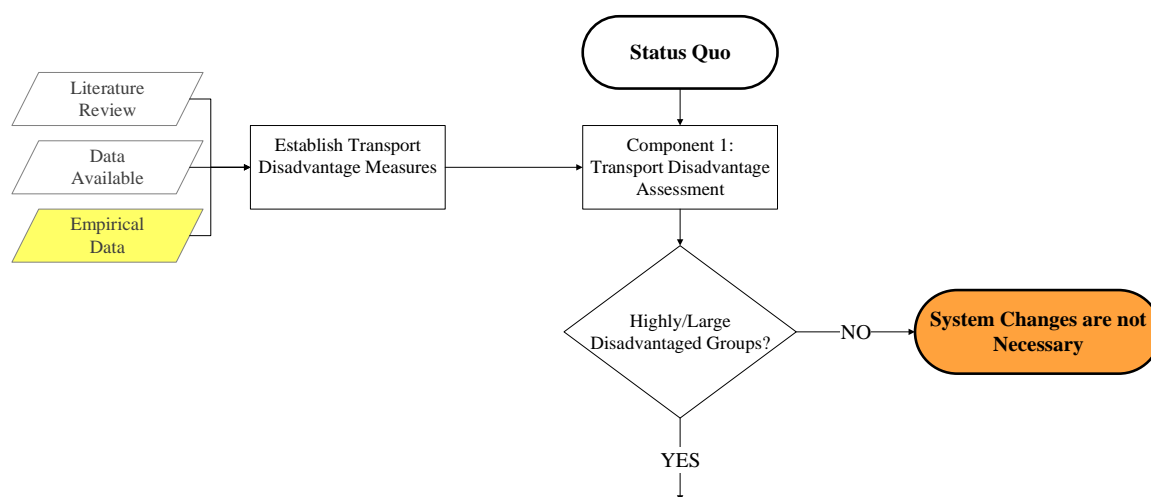 Status Quo
Literature
Review
Data
Available
Empirical
Data
Establish Transport
Disadvantage Measures
Component 1:
Transport Disadvantage
Assessment
Highly/Large
Disadvantaged Groups?
NO
System Changes are not
Necessary
YES